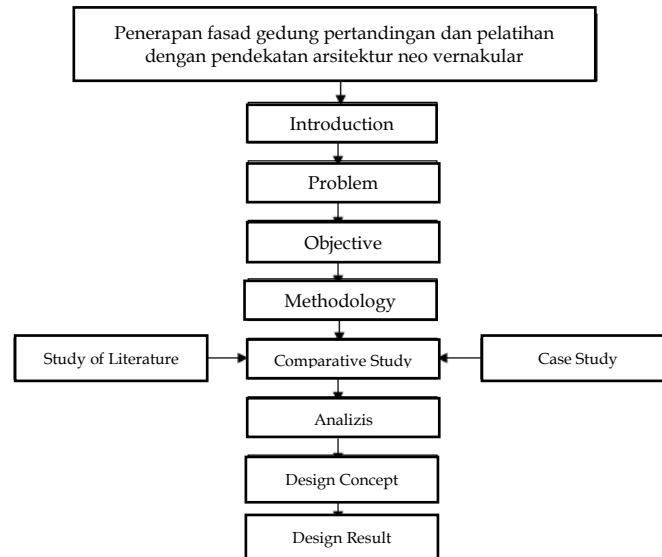 Penerapan fasad gedung pertandingan dan pelatihan
dengan pendekatan arsitektur neo vernakular
Introduction
Problem
Objective
Methodology
Study of Literature
Comparative Study
Case Study
Analizis
Design Concept
Design Result